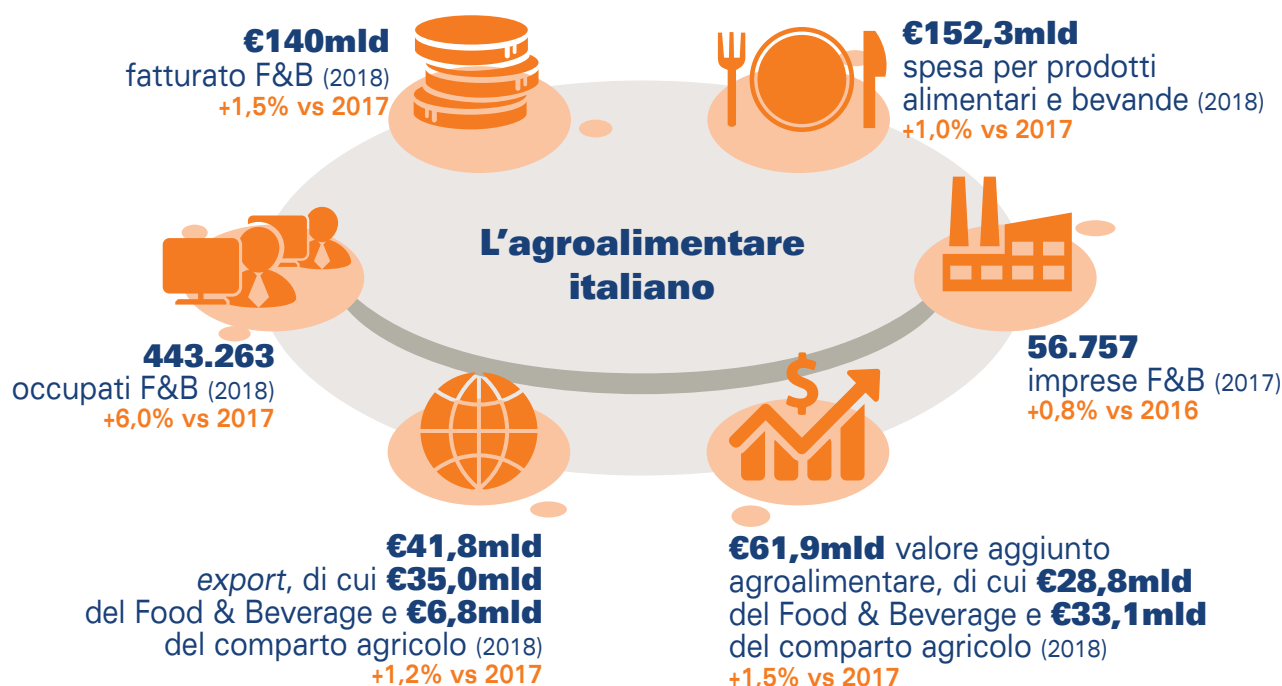 €140mld
fatturato F&B (2018)
+1,5% vs 2017
€152,3mld
spesa per prodotti
alimentari e bevande (2018)
+1,0% vs 2017
L'agroalimentare
italiano
443.263
occupati F&B (2018)
+6,0% vs 2017
56.757
imprese F&B (2017)
+0,8% vs 2016
$
€41,8mld
export, di cui €35,0mld
del Food & Beverage e €6,8mld
del comparto agricolo (2018)
+1,2% vs 2017
€61,9mld valore aggiunto
agroalimentare, di cui €28,8mld
del Food & Beverage e €33,1mld
del comparto agricolo (2018)
+1,5% vs 2017